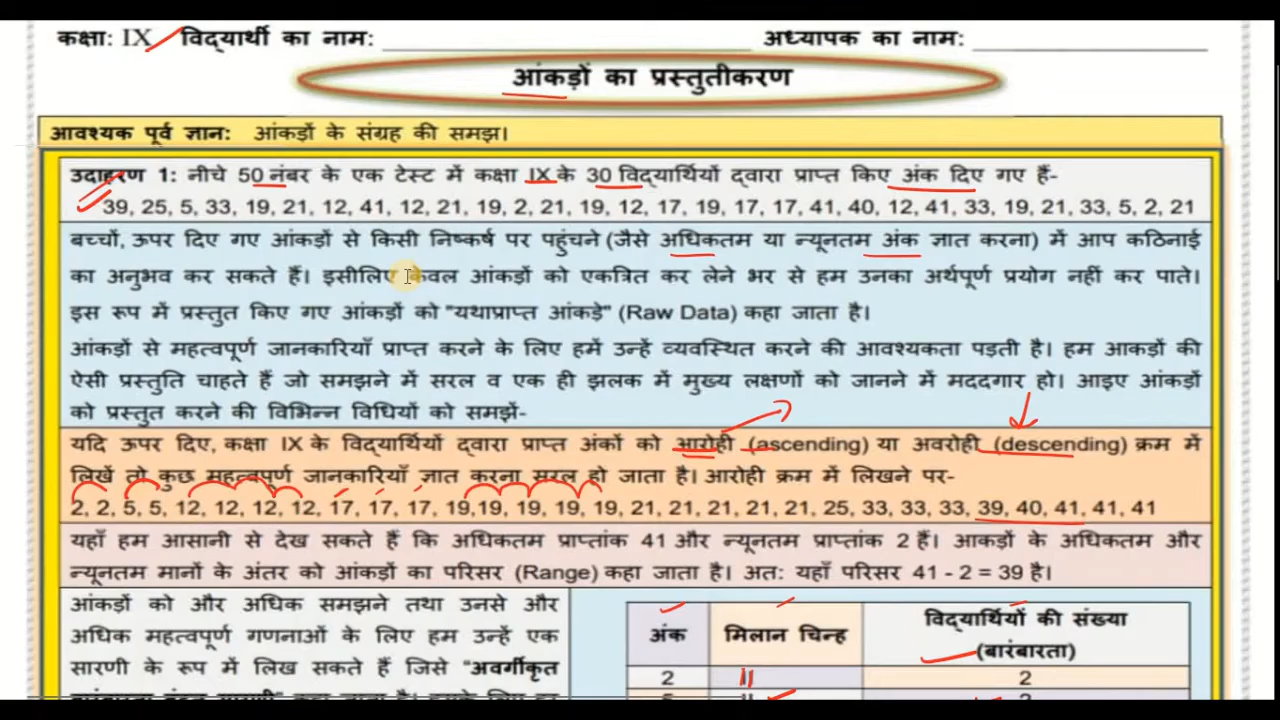 कक्षा: IX विद्यार्थी का नाम: ____________ अध्यापक का नाम: ____________
आंकड़ों का प्रस्तुतीकरण
आवश्यक पूर्व ज्ञान: आंकड़ों के संग्रह की समझ।
उदाहरण 1: नीचे 50 नंबर के एक टेस्ट में कक्षा IX के 30 विद्यार्थियों द्वारा प्राप्त किए अंक दिए गए हैं-
39, 25, 5, 33, 19, 21, 12, 41, 12, 21, 19, 2, 21, 19, 12, 17, 19, 17, 17, 41, 40, 12, 41, 33, 19, 21, 33, 5, 2, 21
बच्चों, ऊपर दिए गए आंकड़ों से किसी निष्कर्ष पर पहुंचने (जैसे अधिकतम या न्यूनतम अंक ज्ञात करना) में आप कठिनाई
का अनुभव कर सकते हैं। इसीलिए केवल आंकड़ों को एकत्रित कर लेने भर से हम उनका अर्थपूर्ण प्रयोग नहीं कर पाते।
इस रूप में प्रस्तुत किए गए आंकड़ों को "यथाप्राप्त आंकड़े" (Raw Data) कहा जाता है।
आंकड़ों से महत्वपूर्ण जानकारियाँ प्राप्त करने के लिए हमें उन्हें व्यवस्थित करने की आवश्यकता पड़ती है। हम आकड़ों की
ऐसी प्रस्तुति चाहते हैं जो समझने में सरल व एक ही झलक में मुख्य लक्षणों को जानने में मददगार हो। आइए आंकड़ों
को प्रस्तुत करने की विभिन्न विधियों को समझें-
यदि ऊपर दिए, कक्षा IX के विद्यार्थियों द्वारा प्राप्त अंकों को आरोही (ascending) या अवरोही (descending) क्रम में
लिखें तो कुछ महत्वपूर्ण जानकारियाँ ज्ञात करना सरल हो जाता है। आरोही क्रम में लिखने पर-
2, 2, 5, 5, 12, 12, 12, 12, 17, 17, 17, 19,19, 19, 19, 19, 21, 21, 21, 21, 21, 25, 33, 33, 33, 39, 40, 41, 41, 41
यहाँ हम आसानी से देख सकते हैं कि अधिकतम प्राप्तांक 41 और न्यूनतम प्राप्तांक 2 हैं। आकड़ों के अधिकतम और
न्यूनतम मानों के अंतर को आंकड़ों का परिसर (Range) कहा जाता है। अत: यहाँ परिसर 41 - 2 = 39 है।
आंकड़ों को और अधिक समझने तथा उनसे और
अधिक महत्वपूर्ण गणनाओं के लिए हम उन्हें एक
सारणी के रूप में लिख सकते हैं जिसे "अवर्गीकृत
अंक मिलान चिन्ह विद्यार्थियों की संख्या
(बारंबारता)
2 || 2